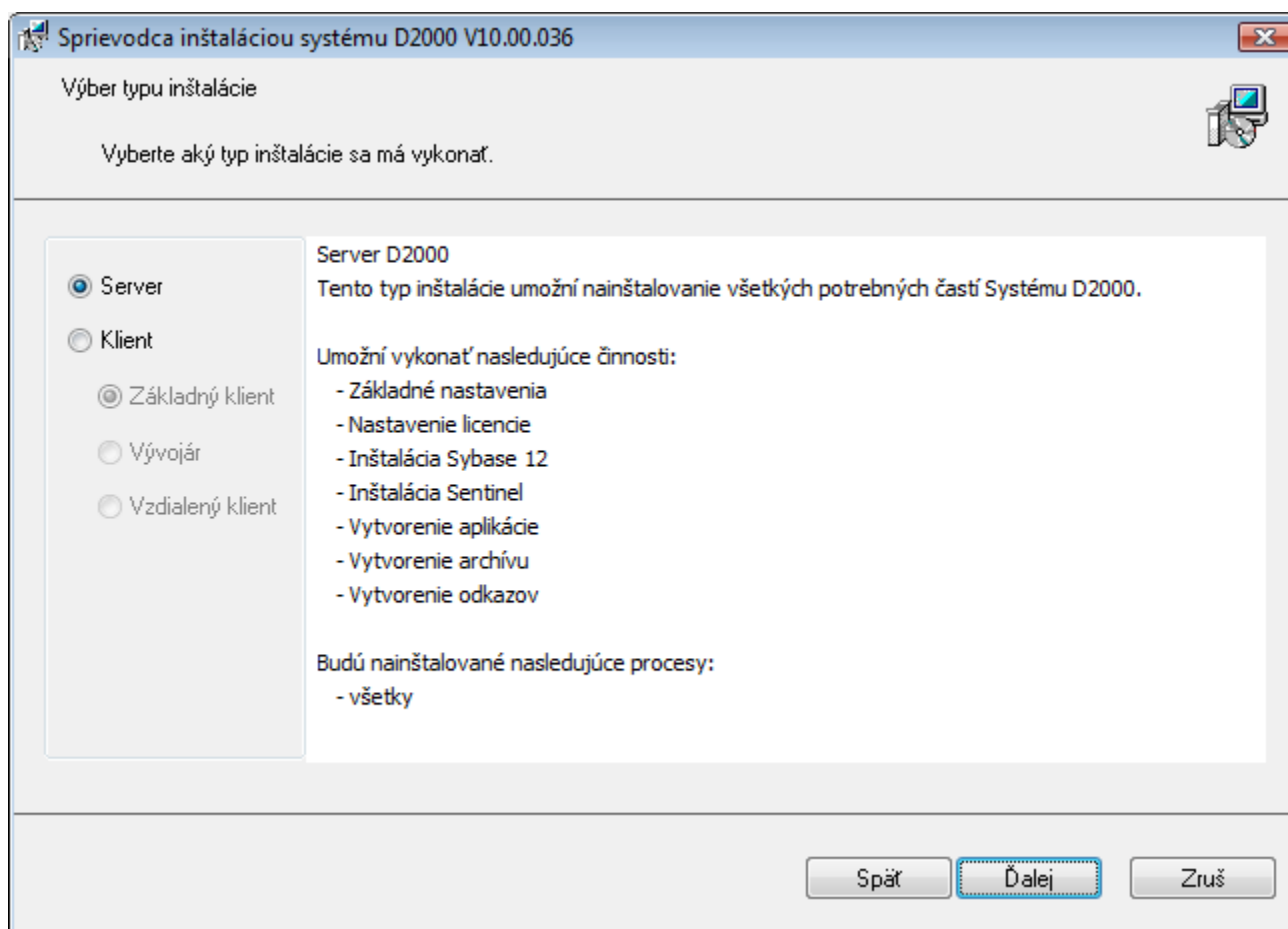 Sprievodca inštaláciou systému D2000 V10.00.036
Výber typu inštalácie
Vyberte aký typ inštalácie sa má vykonať.
Server
Klient
Základný klient
Vývojár
Vzdialený klient
Server D2000
Tento typ inštalácie umožní nainštalovanie všetkých potrebných častí Systému D2000.
Umožní vykonať nasledujúce činnosti:
- Základné nastavenia
- Nastavenie licencie
- Inštalácia Sybase 12
- Inštalácia Sentinel
- Vytvorenie aplikácie
- Vytvorenie archívu
- Vytvorenie odkazov
Budú nainštalované nasledujúce procesy:
- všetky
Späť
Ďalej
Zruš